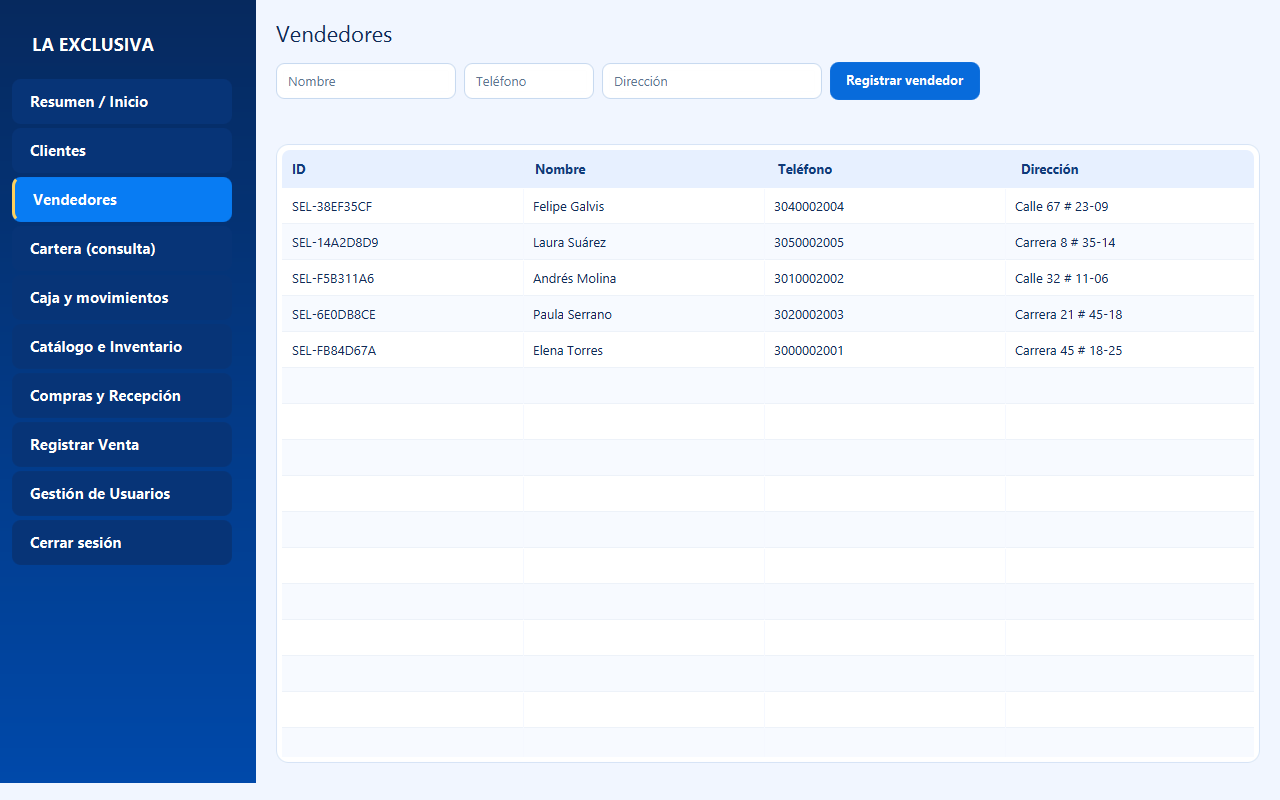 LA EXCLUSIVA
Resumen / Inicio
Clientes
Vendedores
Cartera (consulta)
Caja y movimientos
Catálogo e Inventario
Compras y Recepción
Registrar Venta
Gestión de Usuarios
Cerrar sesión
Vendedores
Nombre Teléfono Dirección Registrar vendedor
ID Nombre Teléfono Dirección
SEL-38EF35CF Felipe Galvis 3040002004 Calle 67 # 23-09
SEL-14A2D8D9 Laura Suárez 3050002005 Carrera 8 # 35-14
SEL-F5B311A6 Andrés Molina 3010002002 Calle 32 # 11-06
SEL-6E0DB8CE Paula Serrano 3020002003 Carrera 21 # 45-18
SEL-FB84D67A Elena Torres 3000002001 Carrera 45 # 18-25